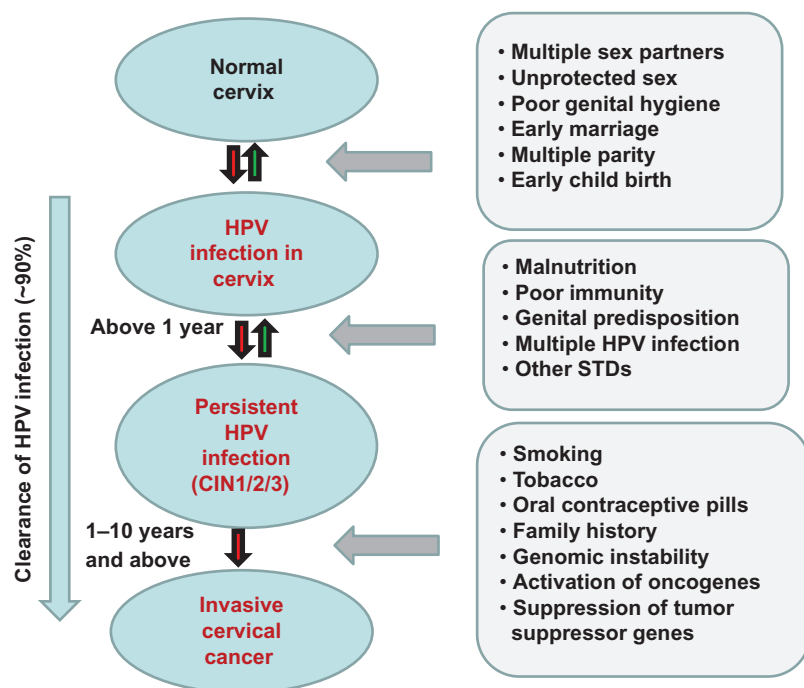 Normal
cervix
• Multiple sex partners
• Unprotected sex
• Poor genital hygiene
• Early marriage
• Multiple parity
• Early child birth
HPV
infection in
cervix
Above 1 year
• Malnutrition
• Poor immunity
• Genital predisposition
• Multiple HPV infection
• Other STDs
Persistent
HPV
infection
(CIN1/2/3)
1–10 years
and above
• Smoking
• Tobacco
• Oral contraceptive pills
• Family history
• Genomic instability
• Activation of oncogenes
• Suppression of tumor
suppressor genes
Invasive
cervical
cancer
Clearance of HPV infection (~90%)